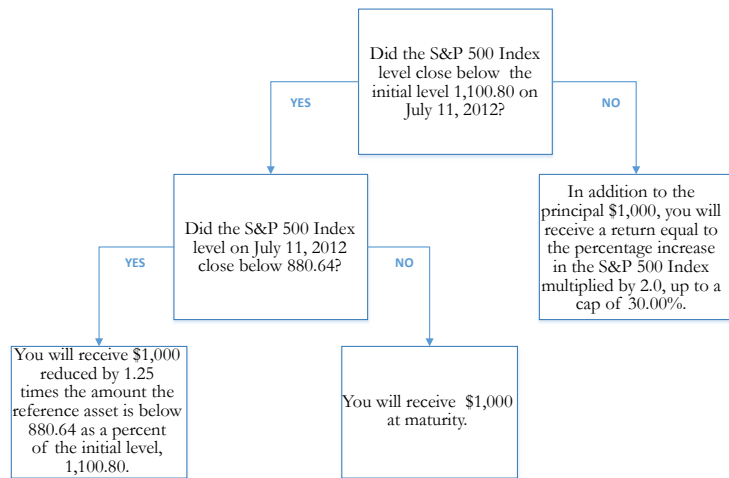 Did the S&P 500 Index
level close below the
initial level 1,100.80 on
July 11, 2012?
YES
NO
Did the S&P 500 Index
level on July 11, 2012
close below 880.64?
In addition to the
principal $1,000, you will
receive a return equal to
the percentage increase
in the S&P 500 Index
multiplied by 2.0, up to a
cap of 30.00%.
YES
NO
You will receive $1,000
reduced by 1.25
times the amount the
reference asset is below
880.64 as a percent
of the initial level,
1,100.80.
You will receive $1,000
at maturity.